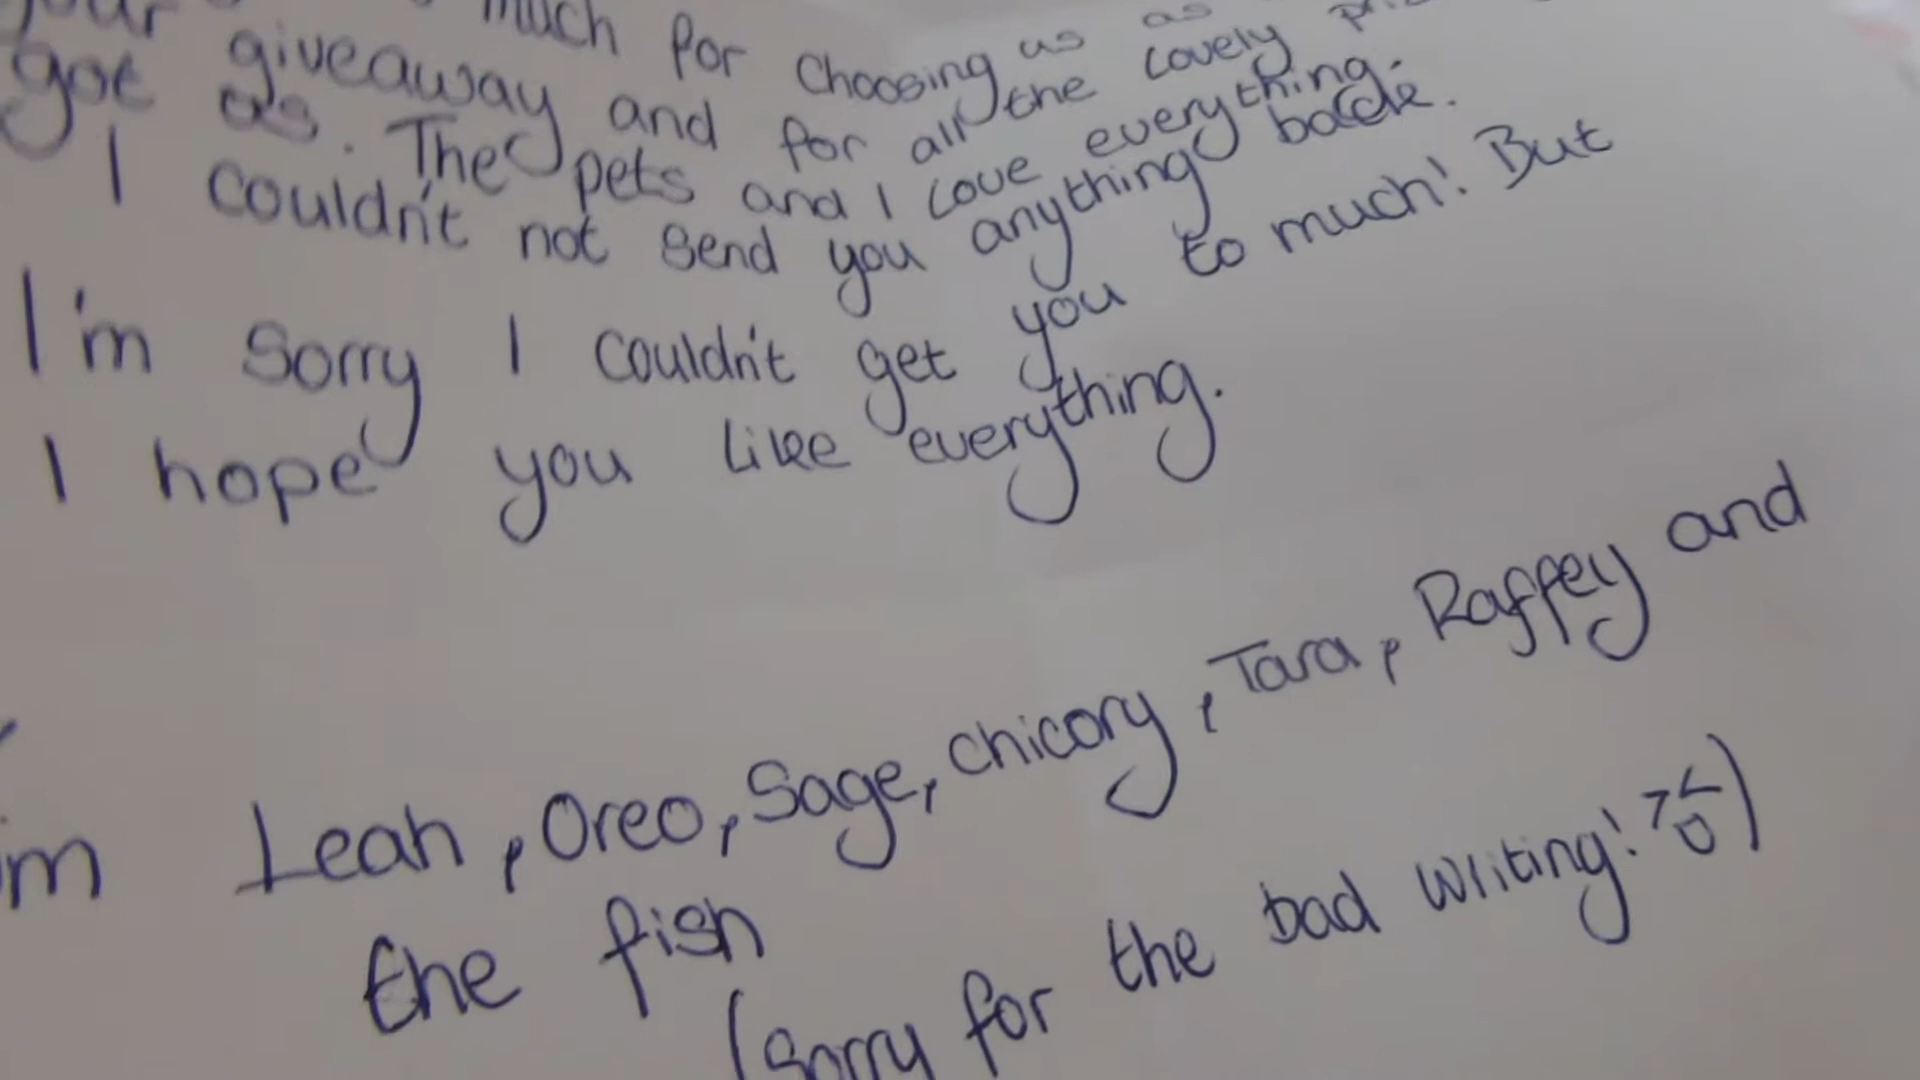 your much for choosing us as
giveaway and for all the lovely
got us. The pets and I love everything.
I couldn't not send you anything back.
I'm sorry I couldn't get you to much! But
I hope you like everything.
Leah, Oreo, Sage, chicory, Tara, Raffey and
the fish
(Sorry for the bad writing!)